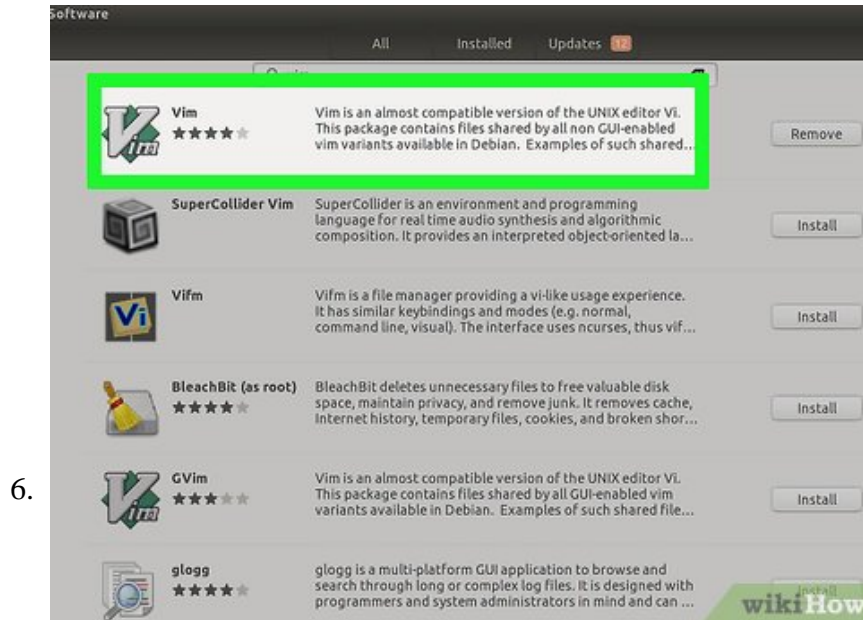 Software
All Installed Updates 12
Vim
Vim is an almost compatible version of the UNIX editor Vi.
This package contains files shared by all non GUI-enabled
vim variants available in Debian. Examples of such shared...
Remove
Vim
SuperCollider Vim
SuperCollider is an environment and programming
language for real time audio synthesis and algorithmic
composition. It provides an interpreted object-oriented la...
Install
Vifm
Vifm is a file manager providing a vi-like usage experience.
It has similar keybindings and modes (e.g. normal,
command line, visual). The interface uses ncurses, thus vif...
Install
Vi
BleachBit (as root)
BleachBit deletes unnecessary files to free valuable disk
space, maintain privacy, and remove junk. It removes cache,
Internet history, temporary files, cookies, and broken shor...
Install
6.
GVim
Vim is an almost compatible version of the UNIX editor Vi.
This package contains files shared by all GUI-enabled vim
variants available in Debian. Examples of such shared file...
Install
Vim
glogg
glogg is a multi-platform GUI application to browse and
search through long or complex log files. It is designed with
programmers and system administrators in mind and can ...
Install
wikiHow